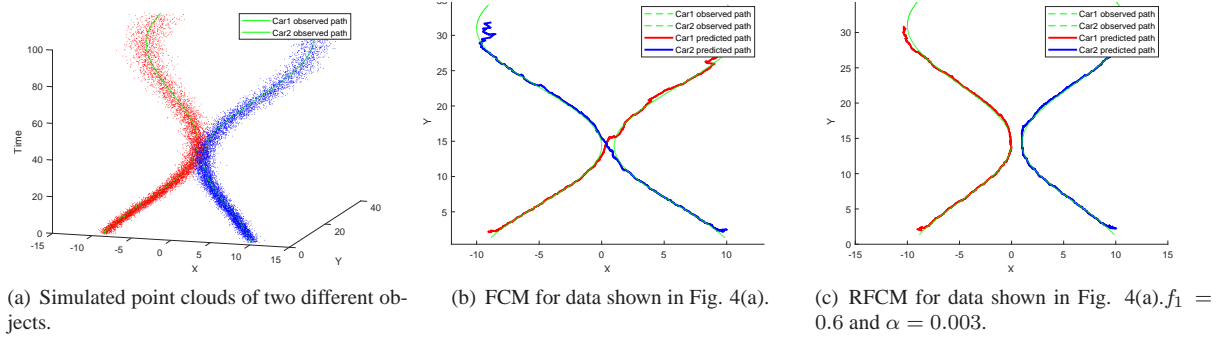 Car1 observed path
Car2 observed path
100
80
60
40
20
0
Time
-15
-10
-5
0
5
10
15
X
0
20
40
Y
Car1 observed path
Car2 observed path
Car1 predicted path
Car2 predicted path
30
25
20
15
10
5
Y
-10
-5
0
5
10
X
Car1 observed path
Car2 observed path
Car1 predicted path
Car2 predicted path
30
25
20
15
10
5
0
Y
-15
-10
-5
0
5
10
15
X
(a) Simulated point clouds of two different ob-
jects.
(b) FCM for data shown in Fig. 4(a).
(c) RFCM for data shown in Fig. 4(a).f₁ =
0.6 and α = 0.003.